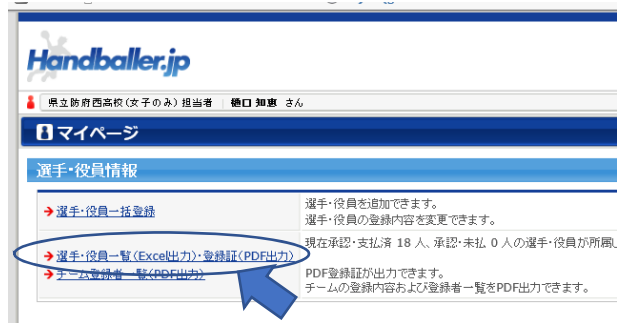 Handballer.jp
県立防府西高校(女子のみ)担当者 樋口 知恵 さん
マイページ
選手・役員情報
選手・役員一括登録
選手・役員を追加できます。
選手・役員の登録内容を変更できます。
選手・役員一覧(Excel出力)・登録証(PDF出力)
現在承認・支払済 18 人、承認・未払 0 人の選手・役員が所属し
チーム登録者一覧(PDF出力)
PDF登録証が出力できます。
チームの登録内容および登録者一覧をPDF出力できます。